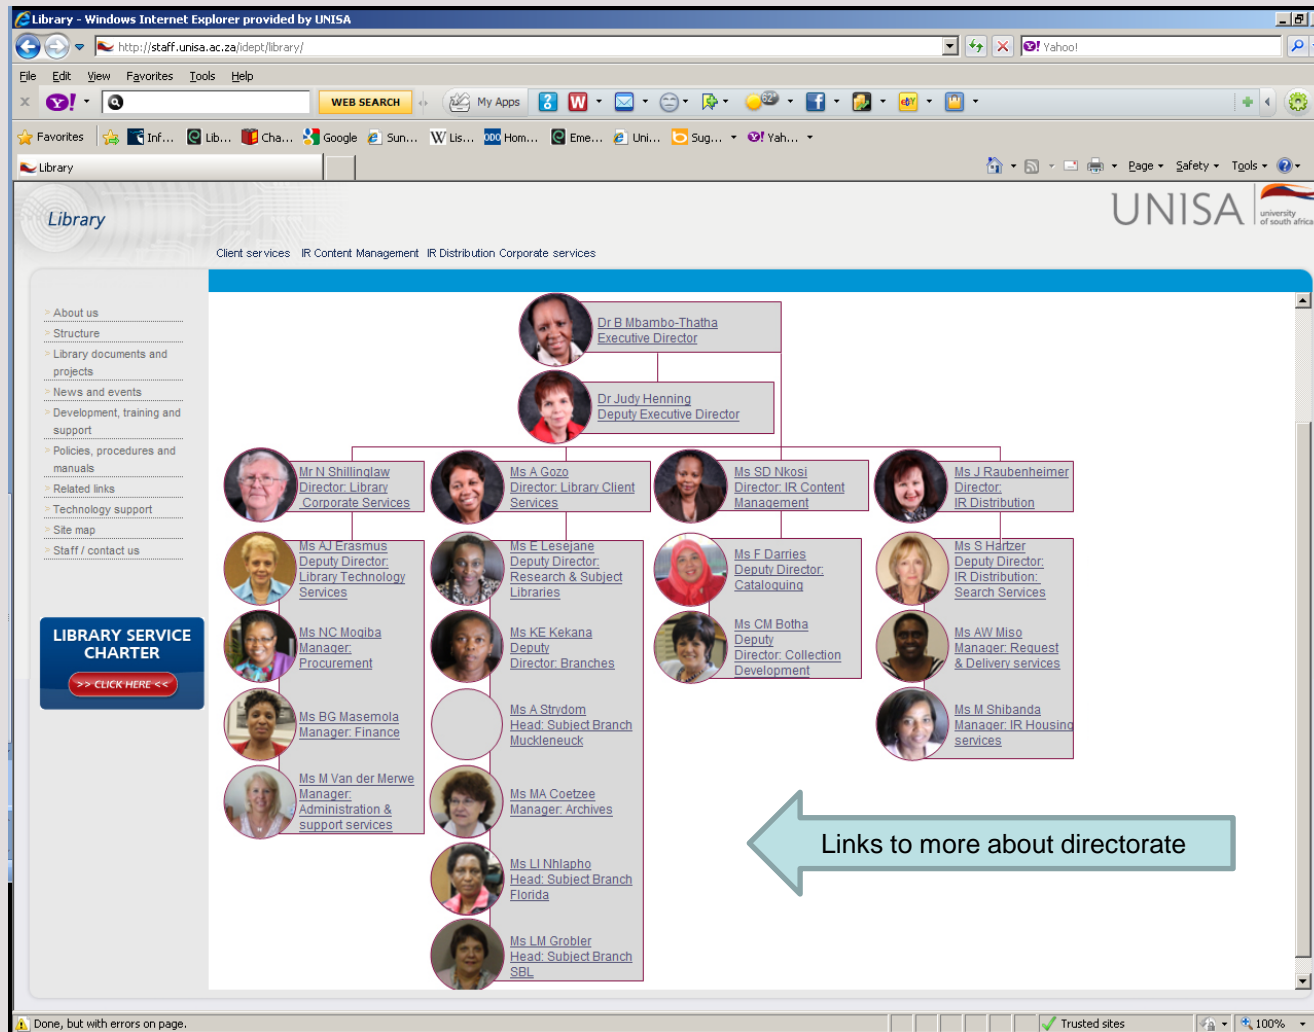 Library - Windows Internet Explorer provided by UNISA
http://staff.unisa.ac.za/idept/library/
Yahoo!
File Edit View Favorites Tools Help
WEB SEARCH
My Apps
Favorites
Inf...
Lib...
Cha...
Google
Sun...
Lis...
Hom...
Eme...
Uni...
Sug...
Yah...
Library
Page
Safety
Tools
Library
UNISA
university
of south africa
Client services IR Content Management IR Distribution Corporate services
About us
Structure
Library documents and
projects
News and events
Development, training and
support
Policies, procedures and
manuals
Related links
Technology support
Site map
Staff / contact us
LIBRARY SERVICE
CHARTER
>> CLICK HERE <<
Dr B Mbambo-Thatha
Executive Director
Dr Judy Henning
Deputy Executive Director
Mr N Shillinglaw
Director: Library
Corporate Services
Ms A Gozo
Director: Library Client
Services
Ms SD Nkosi
Director: IR Content
Management
Ms J Raubenheimer
Director:
IR Distribution
Ms AJ Erasmus
Deputy Director:
Library Technology
Services
Ms NC Mogiba
Manager:
Procurement
Ms BG Masemola
Manager: Finance
Ms M Van der Merwe
Manager:
Administration &
support services
Ms E Lesejane
Deputy Director:
Research & Subject
Libraries
Ms KE Kekana
Deputy
Director: Branches
Ms A Strydom
Head: Subject Branch
Muckleneuck
Ms MA Coetzee
Manager: Archives
Ms LI Nhlapho
Head: Subject Branch
Florida
Ms LM Grobler
Head: Subject Branch
SBL
Ms F Darries
Deputy Director:
Cataloguing
Ms CM Botha
Deputy
Director: Collection
Development
Ms S Hartzer
Deputy Director:
IR Distribution:
Search Services
Ms AW Miso
Manager: Request
& Delivery services
Ms M Shibanda
Manager: IR Housing
services
Links to more about directorate
Done, but with errors on page.
Trusted sites
100%